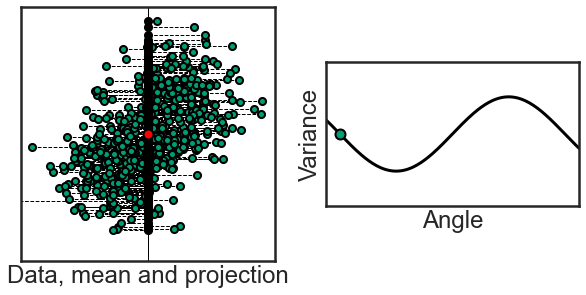 Data, mean and projection
Variance
Angle